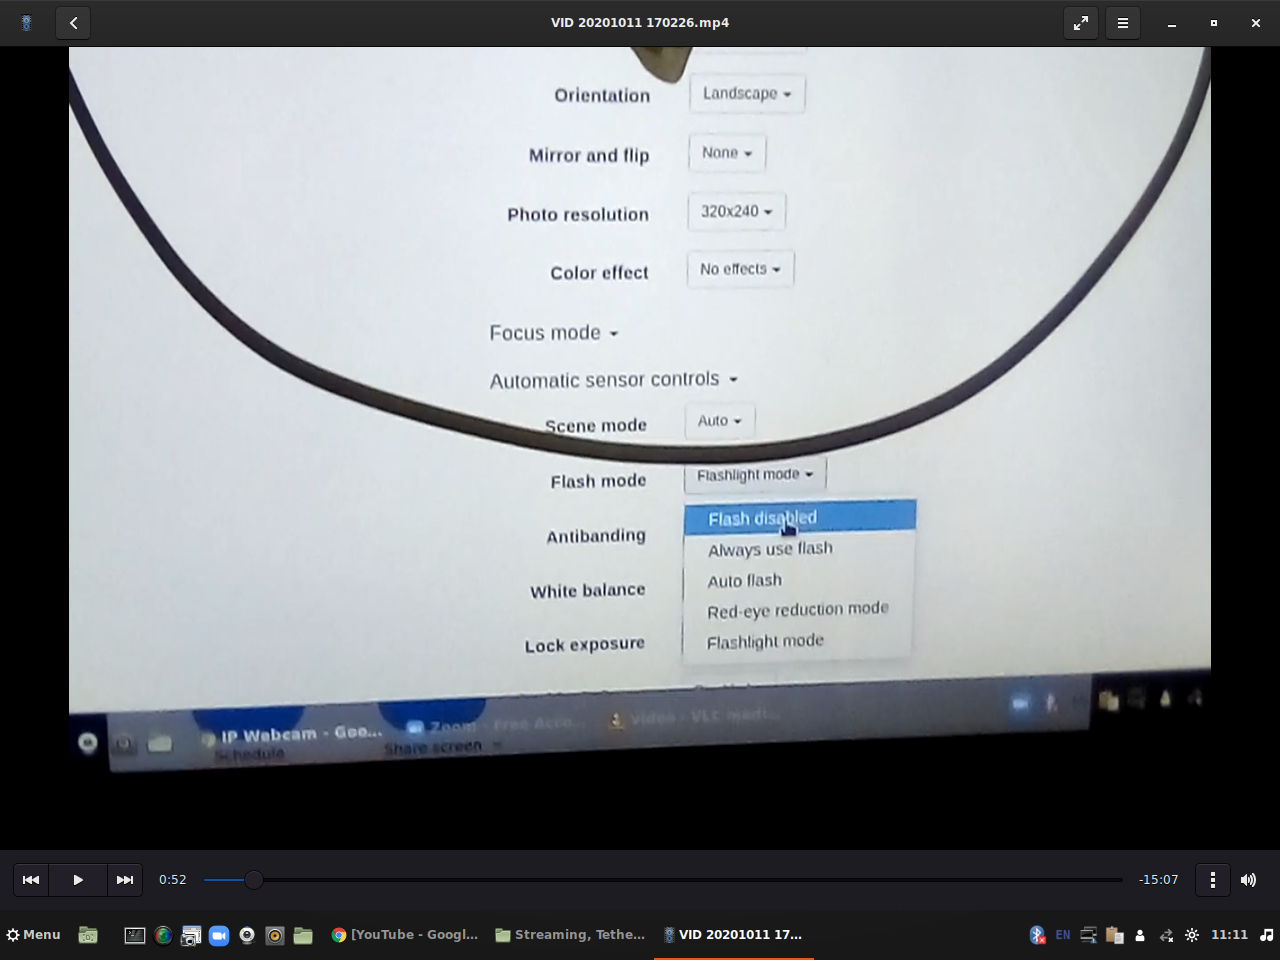 VID 20201011 170226.mp4
Orientation Landscape
Mirror and flip None
Photo resolution 320x240
Color effect No effects
Focus mode
Automatic sensor controls
Scene mode Auto
Flash mode Flashlight mode
Flash disabled
Antibanding
Always use flash
Auto flash
White balance
Red-eye reduction mode
Lock exposure
Flashlight mode
IP Webcam - Goo...
Zoom - Free Acco...
Video - VLC medi...
Schedule
Share screen
0:52
-15:07
Menu
[YouTube - Googl...
Streaming, Tethe...
VID 20201011 17...
EN
11:11